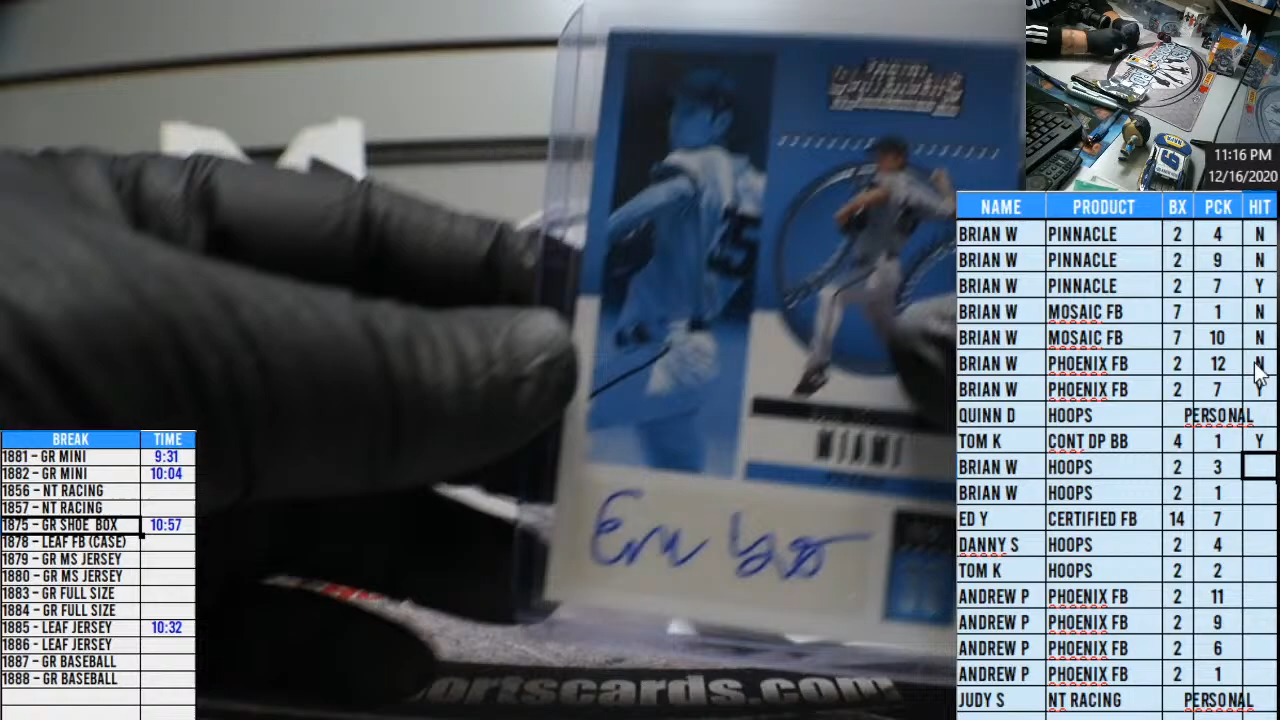 11:16 PM
12/16/2020
NAME PRODUCT BX PCK HIT
BRIAN W PINNACLE 2 4 N
BRIAN W PINNACLE 2 9 N
BRIAN W PINNACLE 2 7 Y
BRIAN W MOSAIC FB 7 1 N
BRIAN W MOSAIC FB 7 10 N
BRIAN W PHOENIX FB 2 12 N
BRIAN W PHOENIX FB 2 7 Y
QUINN D HOOPS PERSONAL
TOM K CONT DP BB 4 1 Y
BRIAN W HOOPS 2 3
BRIAN W HOOPS 2 1
ED Y CERTIFIED FB 14 7
DANNY S HOOPS 2 4
TOM K HOOPS 2 2
ANDREW P PHOENIX FB 2 11
ANDREW P PHOENIX FB 2 9
ANDREW P PHOENIX FB 2 6
ANDREW P PHOENIX FB 2 1
JUDY S NT RACING PERSONAL
BREAK TIME
1881 – GR MINI 9:31
1882 – GR MINI 10:04
1856 – NT RACING
1857 – NT RACING
1875 – GR SHOE BOX 10:57
1878 – LEAF FB (CASE)
1879 – GR MS JERSEY
1880 – GR MS JERSEY
1883 – GR FULL SIZE
1884 – GR FULL SIZE
1885 – LEAF JERSEY 10:32
1886 – LEAF JERSEY
1887 – GR BASEBALL
1888 – GR BASEBALL
MIAMI
ortscards.com